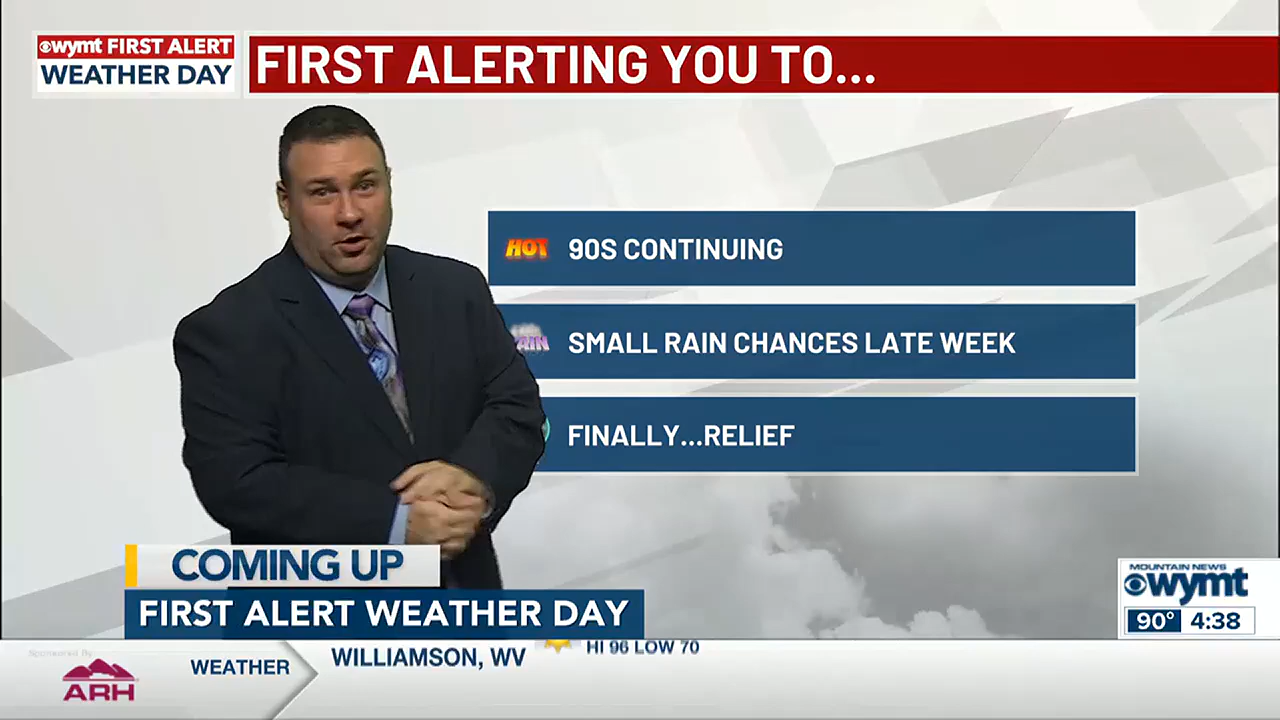 wymt FIRST ALERT
WEATHER DAY
FIRST ALERTING YOU TO...
HOT 90S CONTINUING
SMALL RAIN CHANCES LATE WEEK
FINALLY...RELIEF
COMING UP
FIRST ALERT WEATHER DAY
MOUNTAIN NEWS
wymt
90° 4:38
Sponsored By
ARH
WEATHER
WILLIAMSON, WV
HI 96 LOW 70